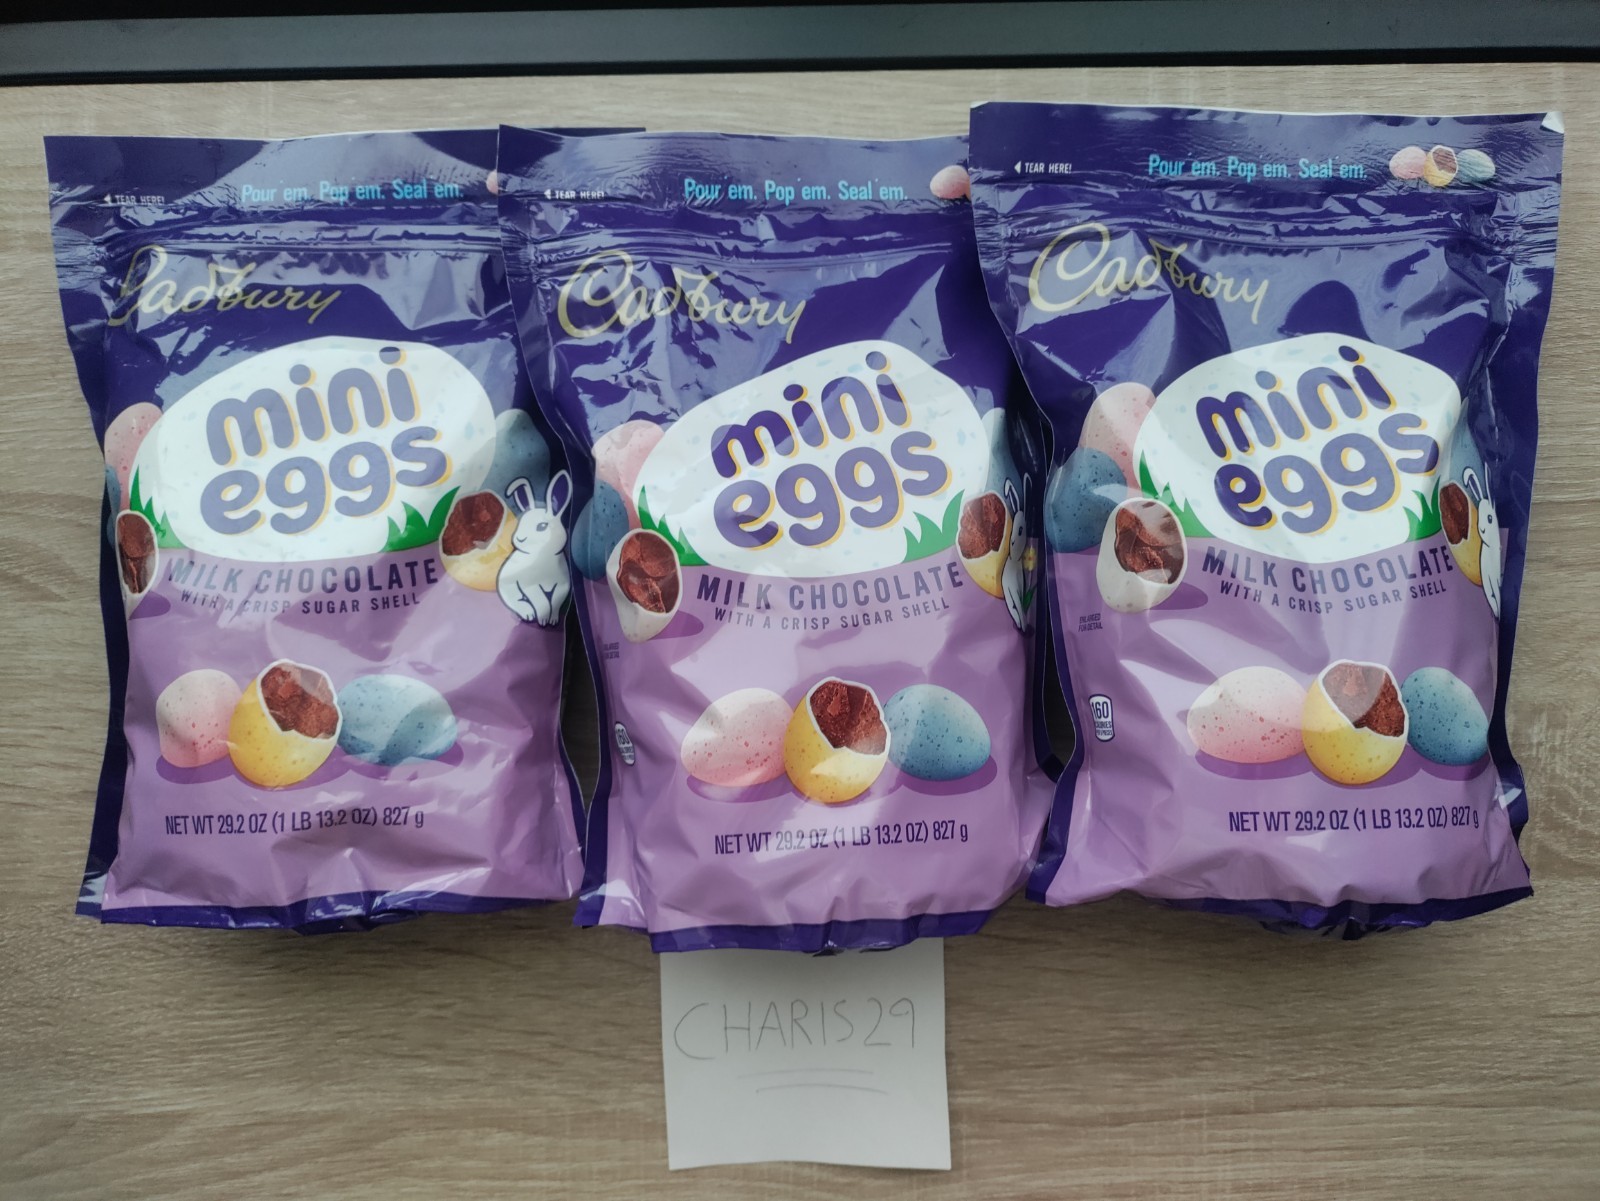 TEAR HERE!
Pour em. Pop em. Seal em.
Cadbury
mini
eggs
MILK CHOCOLATE
WITH A CRISP SUGAR SHELL
NET WT 29.2 OZ (1 LB 13.2 OZ) 827 g
TEAR HERE!
Pour em. Pop em. Seal em.
Cadbury
mini
eggs
MILK CHOCOLATE
WITH A CRISP SUGAR SHELL
NET WT 29.2 OZ (1 LB 13.2 OZ) 827 g
TEAR HERE!
Pour em. Pop em. Seal em.
Cadbury
mini
eggs
MILK CHOCOLATE
WITH A CRISP SUGAR SHELL
ENLARGED
FOR DETAIL
160
CALORIES
NET WT 29.2 OZ (1 LB 13.2 OZ) 827 g
CHARIS29